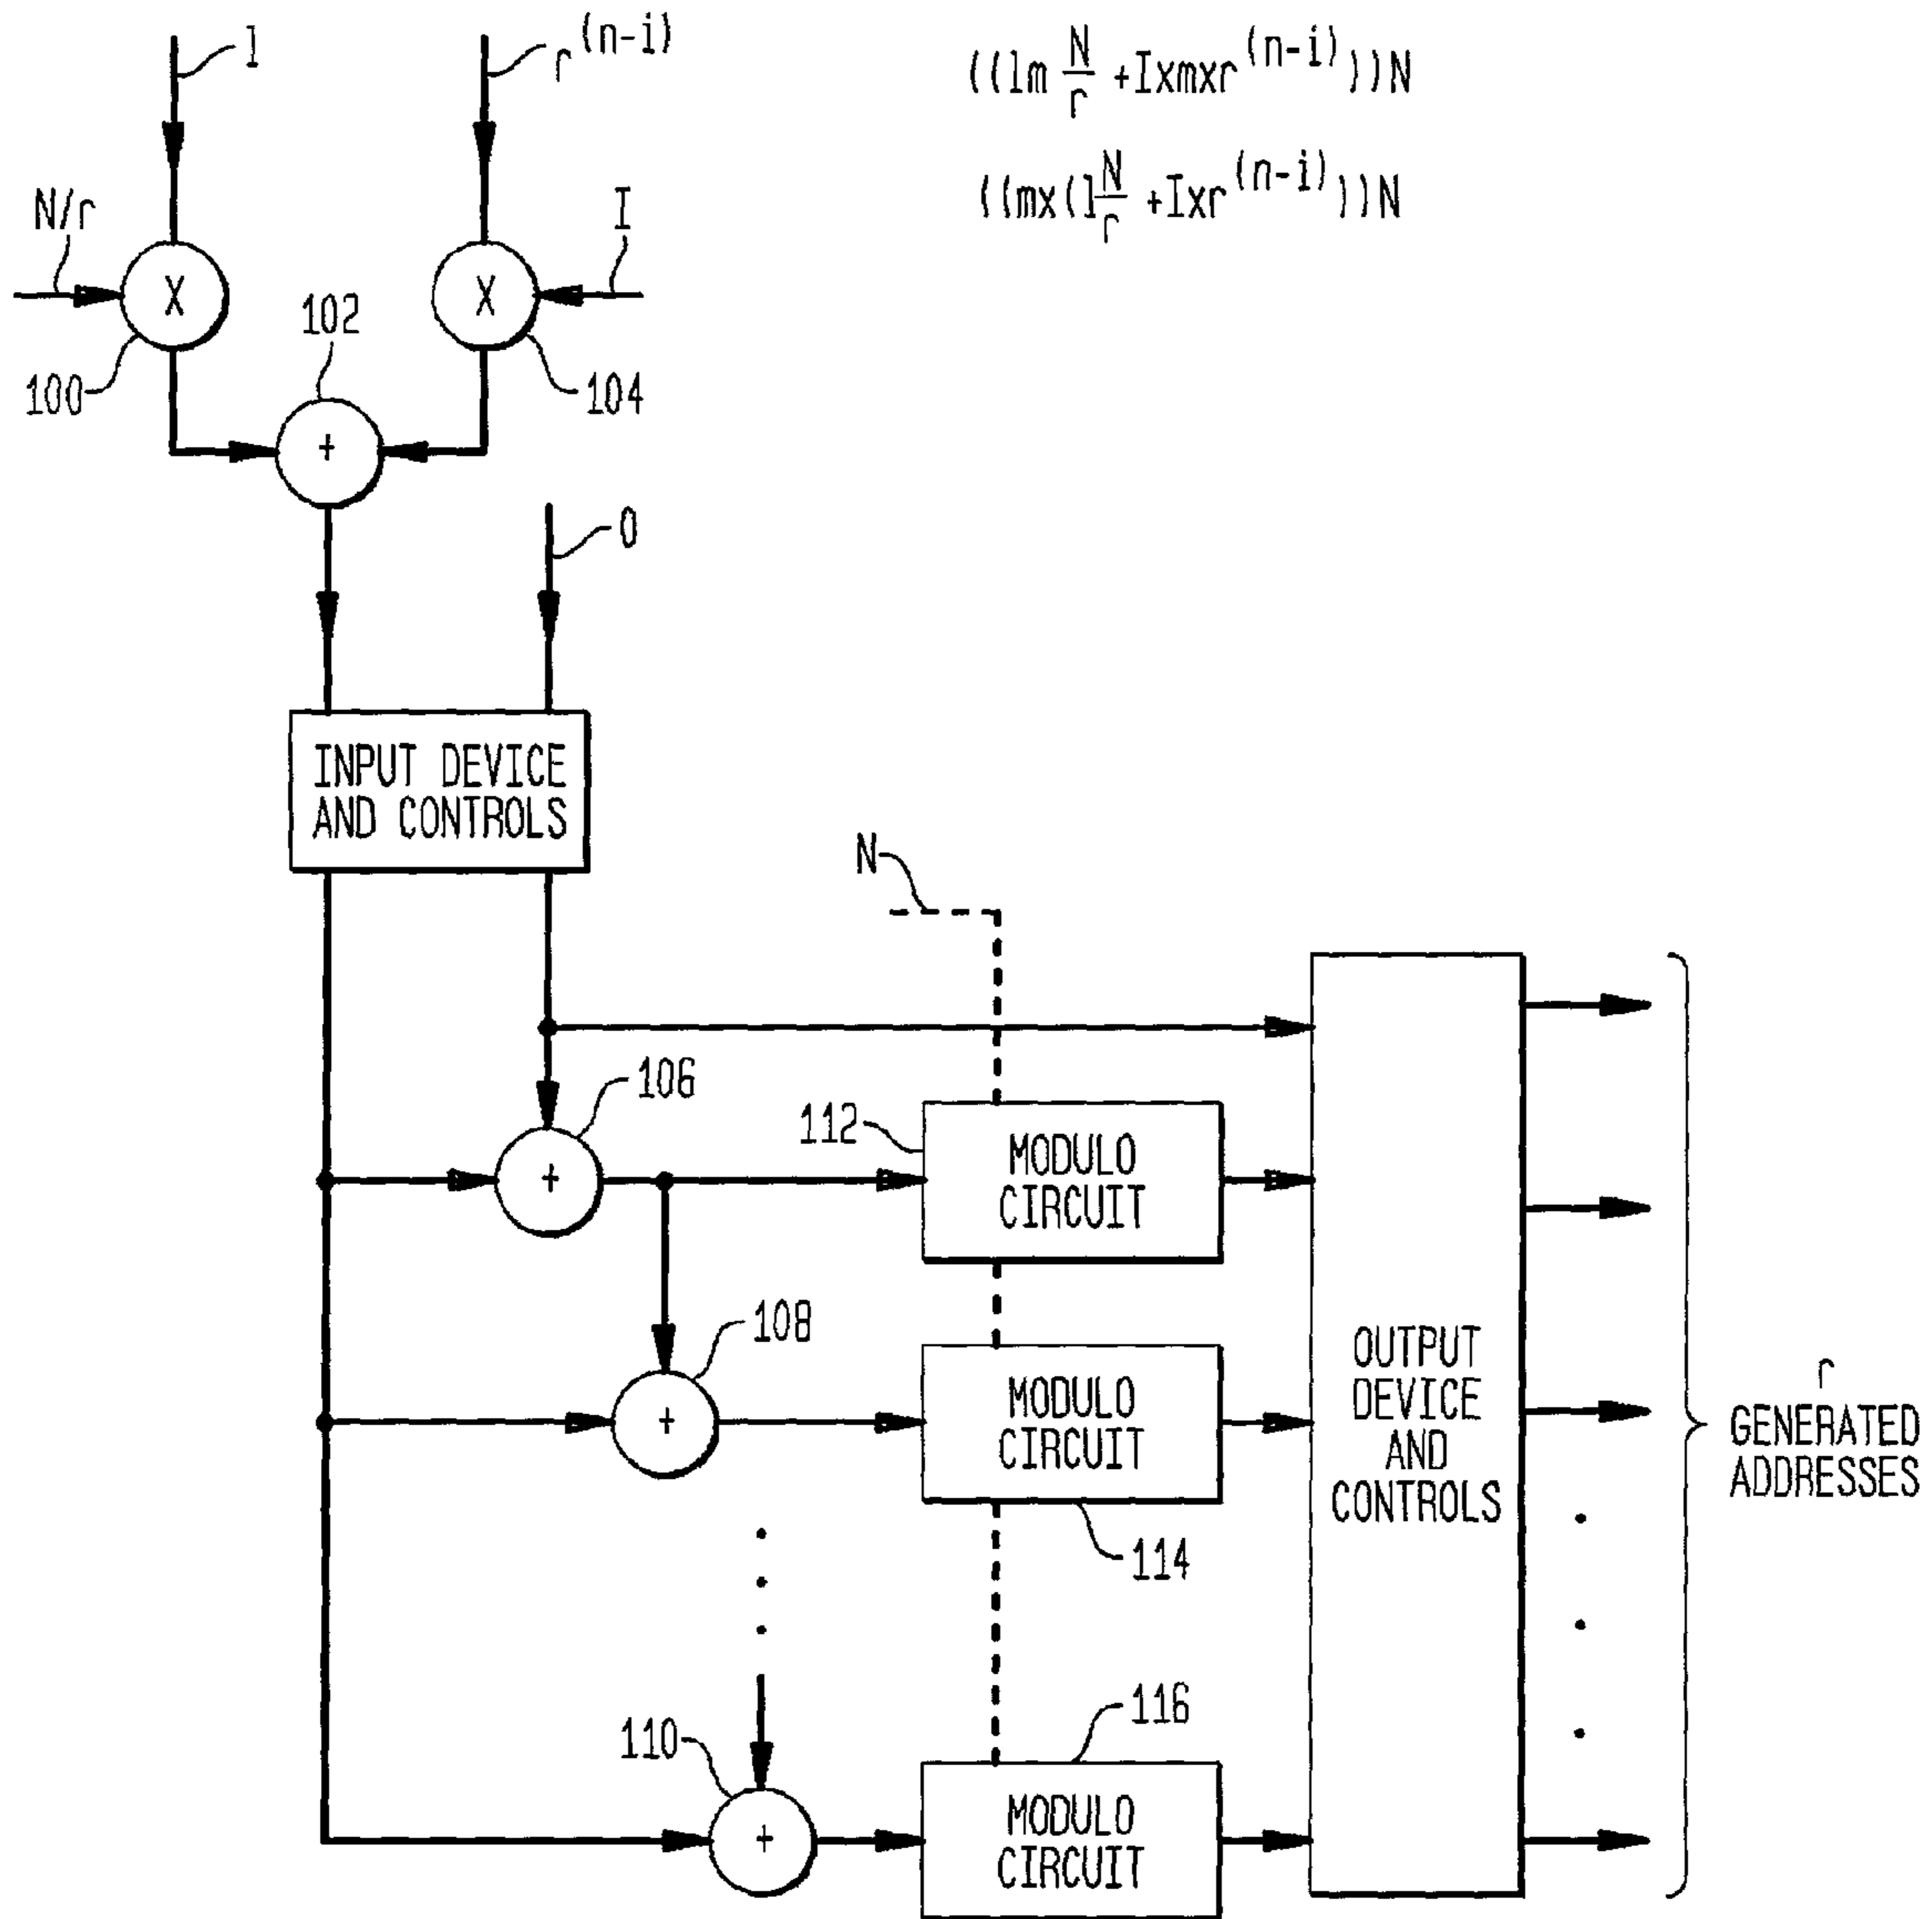 l
r^(n-i)
((lm N/r +Ixmxr^(n-i)))N
((mx(l N/r +Ixr^(n-i)))N
N/r
I
X
X
102
100
104
+
0
INPUT DEVICE
AND CONTROLS
N
106
112
MODULO
CIRCUIT
+
108
MODULO
CIRCUIT
+
114
OUTPUT
DEVICE
AND
CONTROLS
r
GENERATED
ADDRESSES
116
110
MODULO
CIRCUIT
+